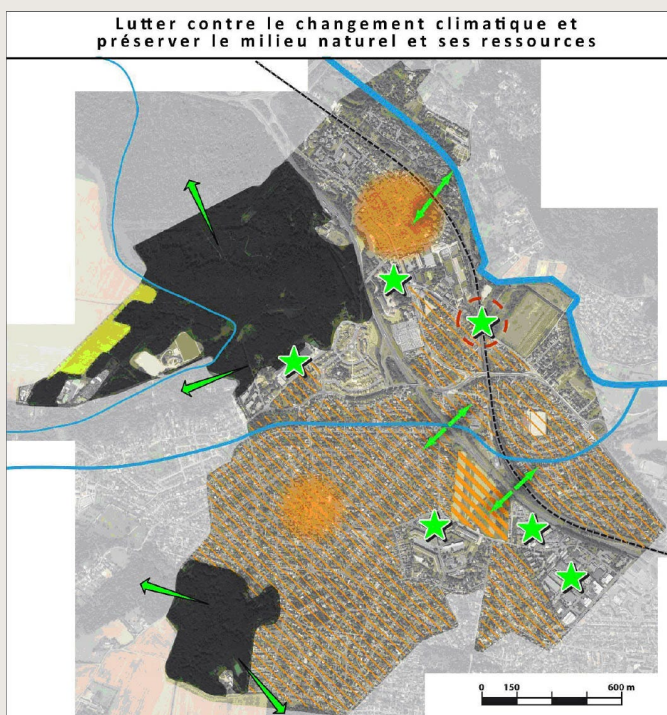 Lutter contre le changement climatique et
préserver le milieu naturel et ses ressources
0 150 600 m